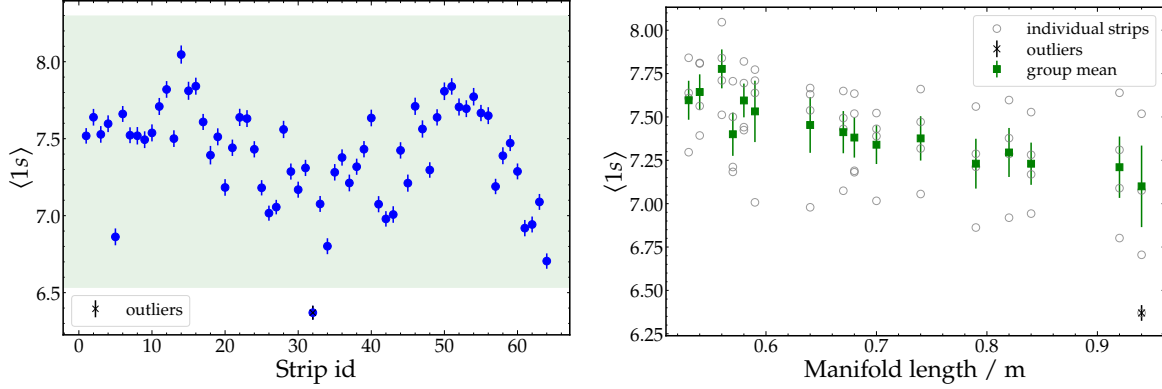 ⟨1s⟩
8.0
7.5
7.0
6.5
outliers
0
10
20
30
40
50
60
Strip id
⟨1s⟩
8.00
7.75
7.50
7.25
7.00
6.75
6.50
6.25
individual strips
outliers
group mean
0.6
0.7
0.8
0.9
Manifold length / m